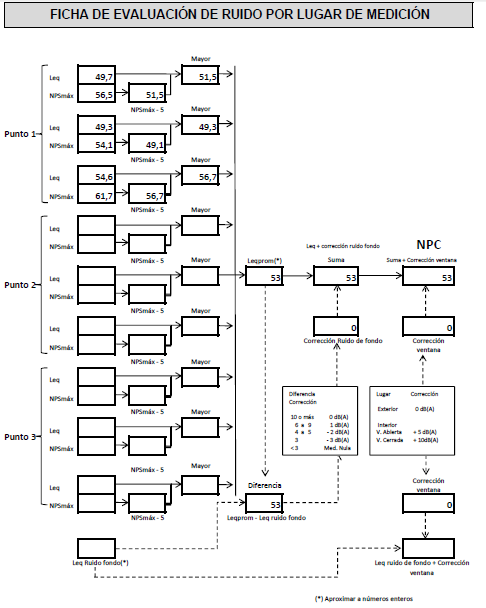 FICHA DE EVALUACIÓN DE RUIDO POR LUGAR DE MEDICIÓN
Mayor
Leq 49,7 51,5
NPSmáx 56,5 51,5
NPSmáx - 5
Mayor
Punto 1
Leq 49,3 49,3
NPSmáx 54,1 49,1
NPSmáx - 5
Mayor
Leq 54,6 56,7
NPSmáx 61,7 56,7
NPSmáx - 5
Mayor
Leq
NPSmáx
NPSmáx - 5
Mayor
Punto 2
Leq
NPSmáx
NPSmáx - 5
Mayor
Leq
NPSmáx
NPSmáx - 5
Mayor
Leq
NPSmáx
NPSmáx - 5
Mayor
Punto 3
Leq
NPSmáx
NPSmáx - 5
Mayor
Leq
NPSmáx
NPSmáx - 5
Leq Ruido fondo(*)
Leqprom(*)
53
Leq + corrección ruido fondo
Suma
53
NPC
Suma + Corrección ventana
53
0
Corrección Ruido de fondo
0
Corrección
ventana
Diferencia
Corrección
10 o más 0 dB(A)
6 a 9 1 dB(A)
4 a 5 - 2 dB(A)
3 - 3 dB(A)
<3 Med. Nula
Lugar Corrección
Exterior 0 dB(A)
Interior
V. Abierta + 5 dB(A)
V. Cerrada + 10dB(A)
Diferencia
53
Leqprom - Leq ruido fondo
Corrección
ventana
0
Leq ruido de fondo + Corrección
ventana
(*) Aproximar a números enteros